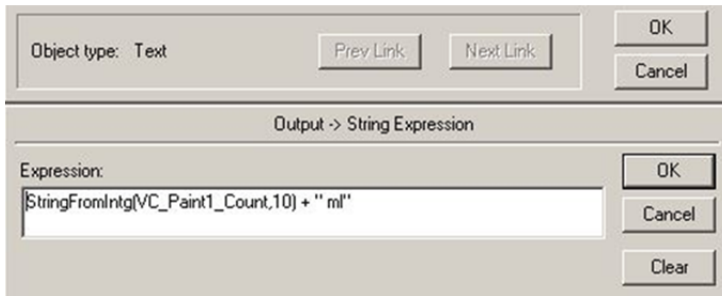 OK
Object type: Text Prev Link Next Link
Cancel
Output -> String Expression
Expression:
OK
StringFromIntg(VC_Paint1_Count,10) + " ml"
Cancel
Clear